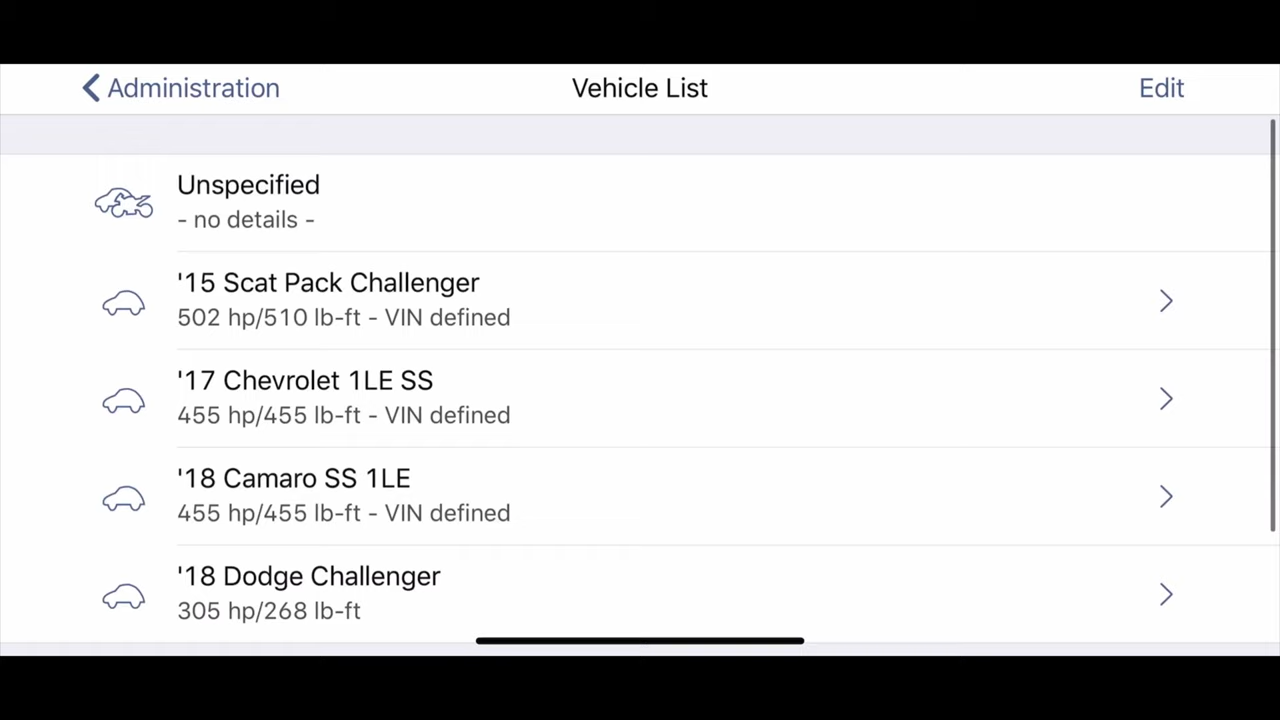 Administration
Vehicle List
Edit
Unspecified
- no details -
'15 Scat Pack Challenger
502 hp/510 lb-ft - VIN defined
'17 Chevrolet 1LE SS
455 hp/455 lb-ft - VIN defined
'18 Camaro SS 1LE
455 hp/455 lb-ft - VIN defined
'18 Dodge Challenger
305 hp/268 lb-ft